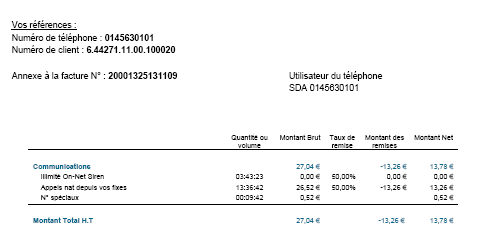 Vos références :
Numéro de téléphone : 0145630101
Numéro de client : 6.44271.11.00.100020
Annexe à la facture N° : 20001325131109
Utilisateur du téléphone
SDA 0145630101
Quantité ou volume Montant Brut Taux de remise Montant des remises Montant Net
Communications 27,04 € -13,26 € 13,78 €
Illimité On-Net Siren 03:43:23 0,00 € 50,00% 0,00 € 0,00 €
Appels nat depuis vos fixes 13:36:42 26,52 € 50,00% -13,26 € 13,26 €
N° spéciaux 00:09:42 0,52 € 0,52 €
Montant Total H.T 27,04 € -13,26 € 13,78 €